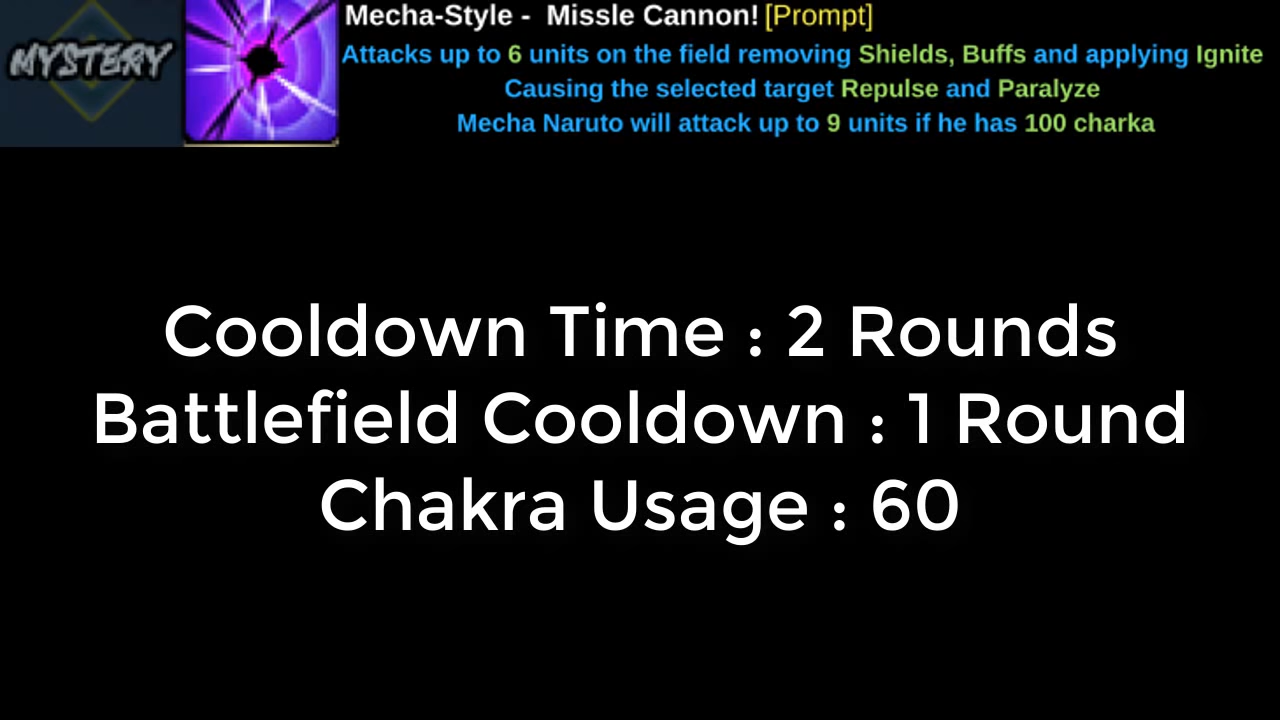 MYSTERY
Mecha-Style - Missle Cannon! [Prompt]
Attacks up to 6 units on the field removing Shields, Buffs and applying Ignite
Causing the selected target Repulse and Paralyze
Mecha Naruto will attack up to 9 units if he has 100 charka
Cooldown Time : 2 Rounds
Battlefield Cooldown : 1 Round
Chakra Usage : 60